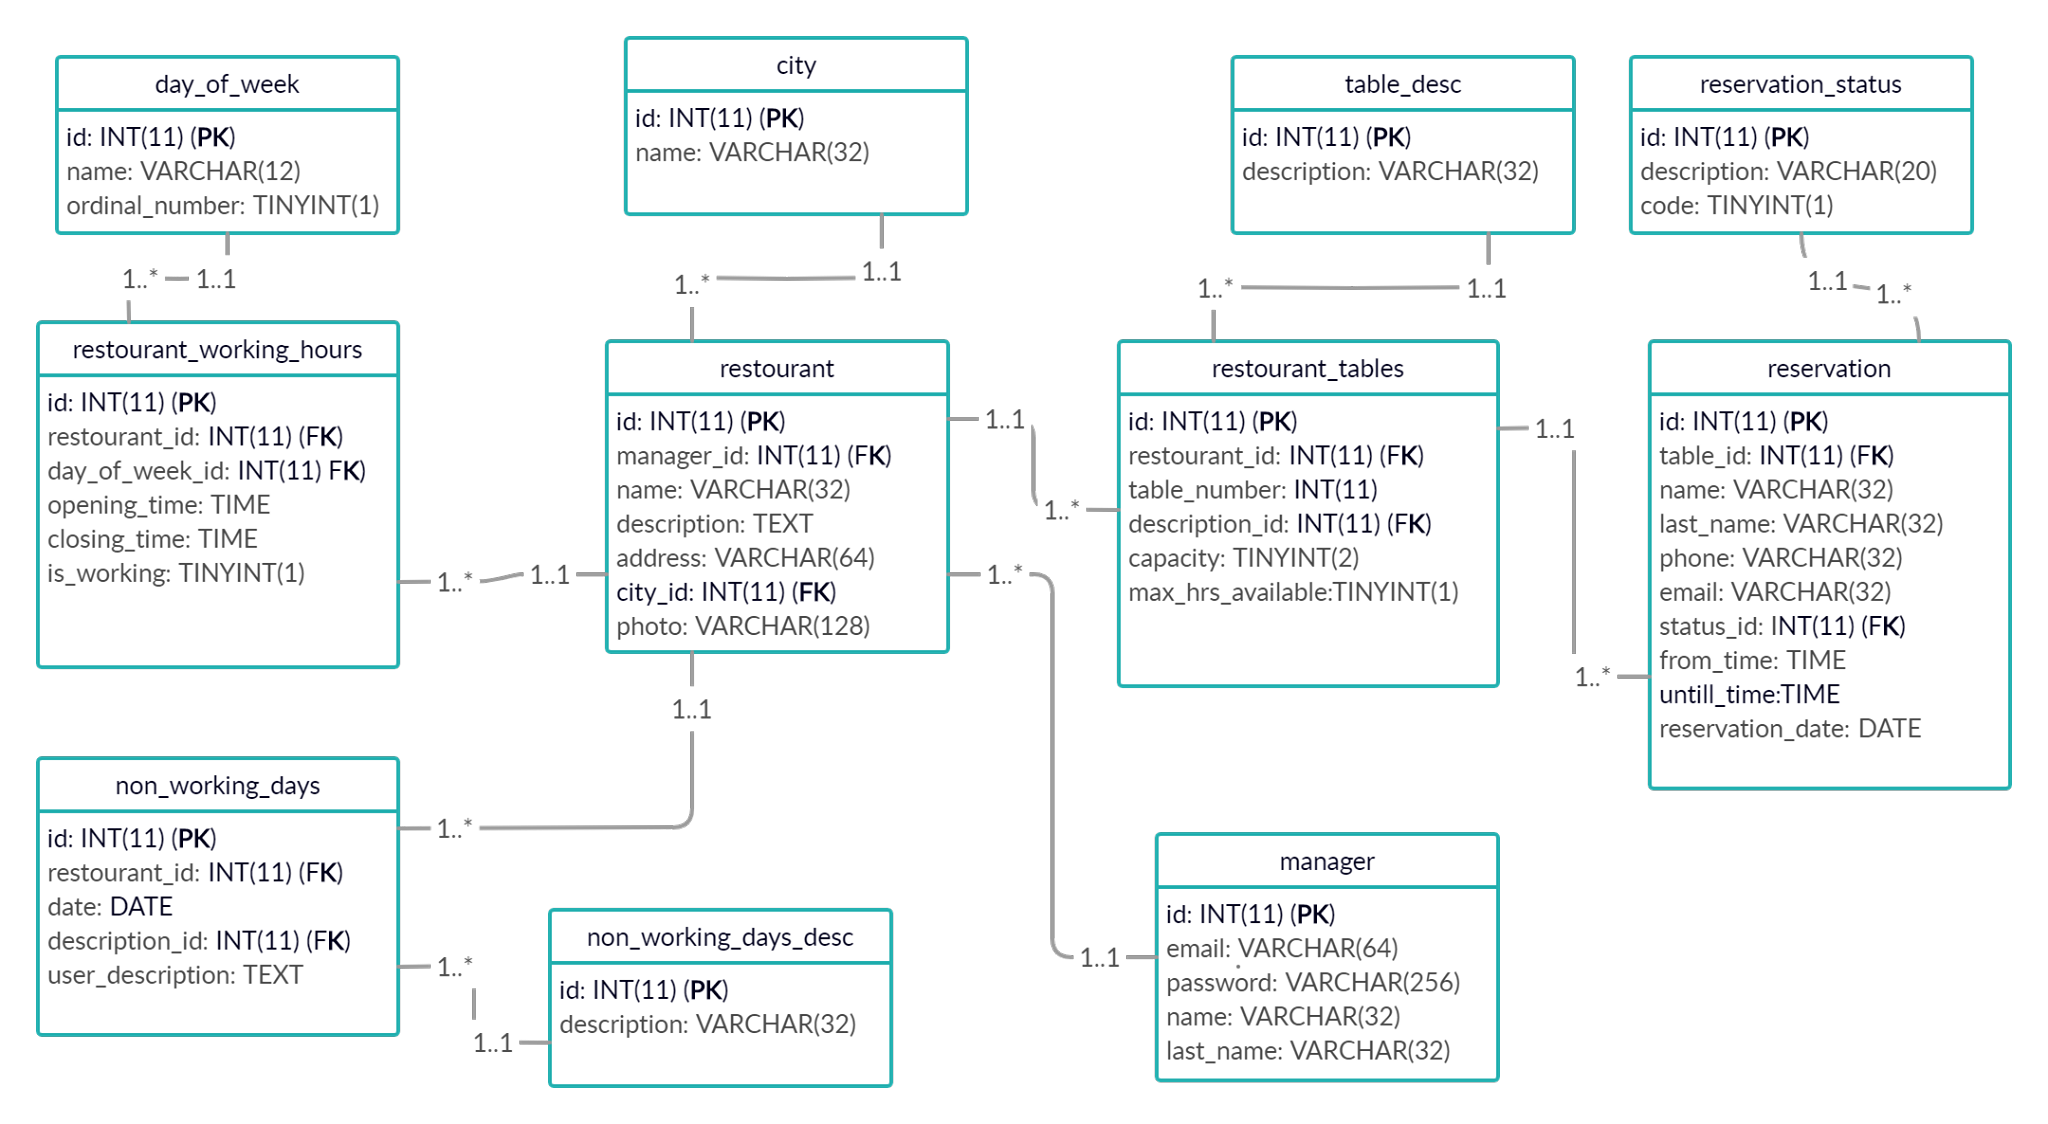 day_of_week
id: INT(11) (PK)
name: VARCHAR(12)
ordinal_number: TINYINT(1)
1..*
1..1
city
id: INT(11) (PK)
name: VARCHAR(32)
1..*
1..1
table_desc
id: INT(11) (PK)
description: VARCHAR(32)
1..*
1..1
reservation_status
id: INT(11) (PK)
description: VARCHAR(20)
code: TINYINT(1)
1..1
1..*
restourant_working_hours
id: INT(11) (PK)
restourant_id: INT(11) (FK)
day_of_week_id: INT(11) FK)
opening_time: TIME
closing_time: TIME
is_working: TINYINT(1)
1..*
1..1
restourant
id: INT(11) (PK)
manager_id: INT(11) (FK)
name: VARCHAR(32)
description: TEXT
address: VARCHAR(64)
city_id: INT(11) (FK)
photo: VARCHAR(128)
1..1
1..*
1..*
1..1
restourant_tables
id: INT(11) (PK)
restourant_id: INT(11) (FK)
table_number: INT(11)
description_id: INT(11) (FK)
capacity: TINYINT(2)
max_hrs_available:TINYINT(1)
1..1
1..*
reservation
id: INT(11) (PK)
table_id: INT(11) (FK)
name: VARCHAR(32)
last_name: VARCHAR(32)
phone: VARCHAR(32)
email: VARCHAR(32)
status_id: INT(11) (FK)
from_time: TIME
untill_time:TIME
reservation_date: DATE
non_working_days
id: INT(11) (PK)
restourant_id: INT(11) (FK)
date: DATE
description_id: INT(11) (FK)
user_description: TEXT
1..*
1..*
1..1
non_working_days_desc
id: INT(11) (PK)
description: VARCHAR(32)
1..1
manager
id: INT(11) (PK)
email: VARCHAR(64)
password: VARCHAR(256)
name: VARCHAR(32)
last_name: VARCHAR(32)